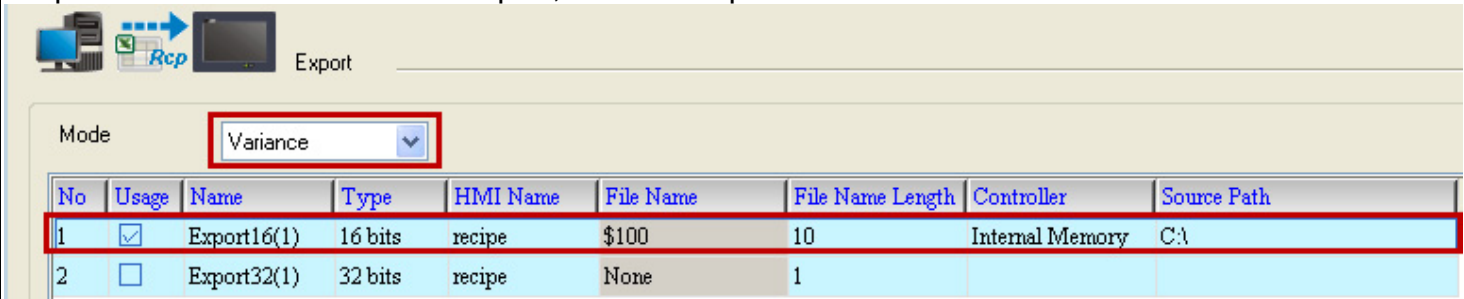 Rcp
Export
Mode
Variance
No Usage Name Type HMI Name File Name File Name Length Controller Source Path
1 Export16(1) 16 bits recipe $100 10 Internal Memory C:\
2 Export32(1) 32 bits recipe None 1